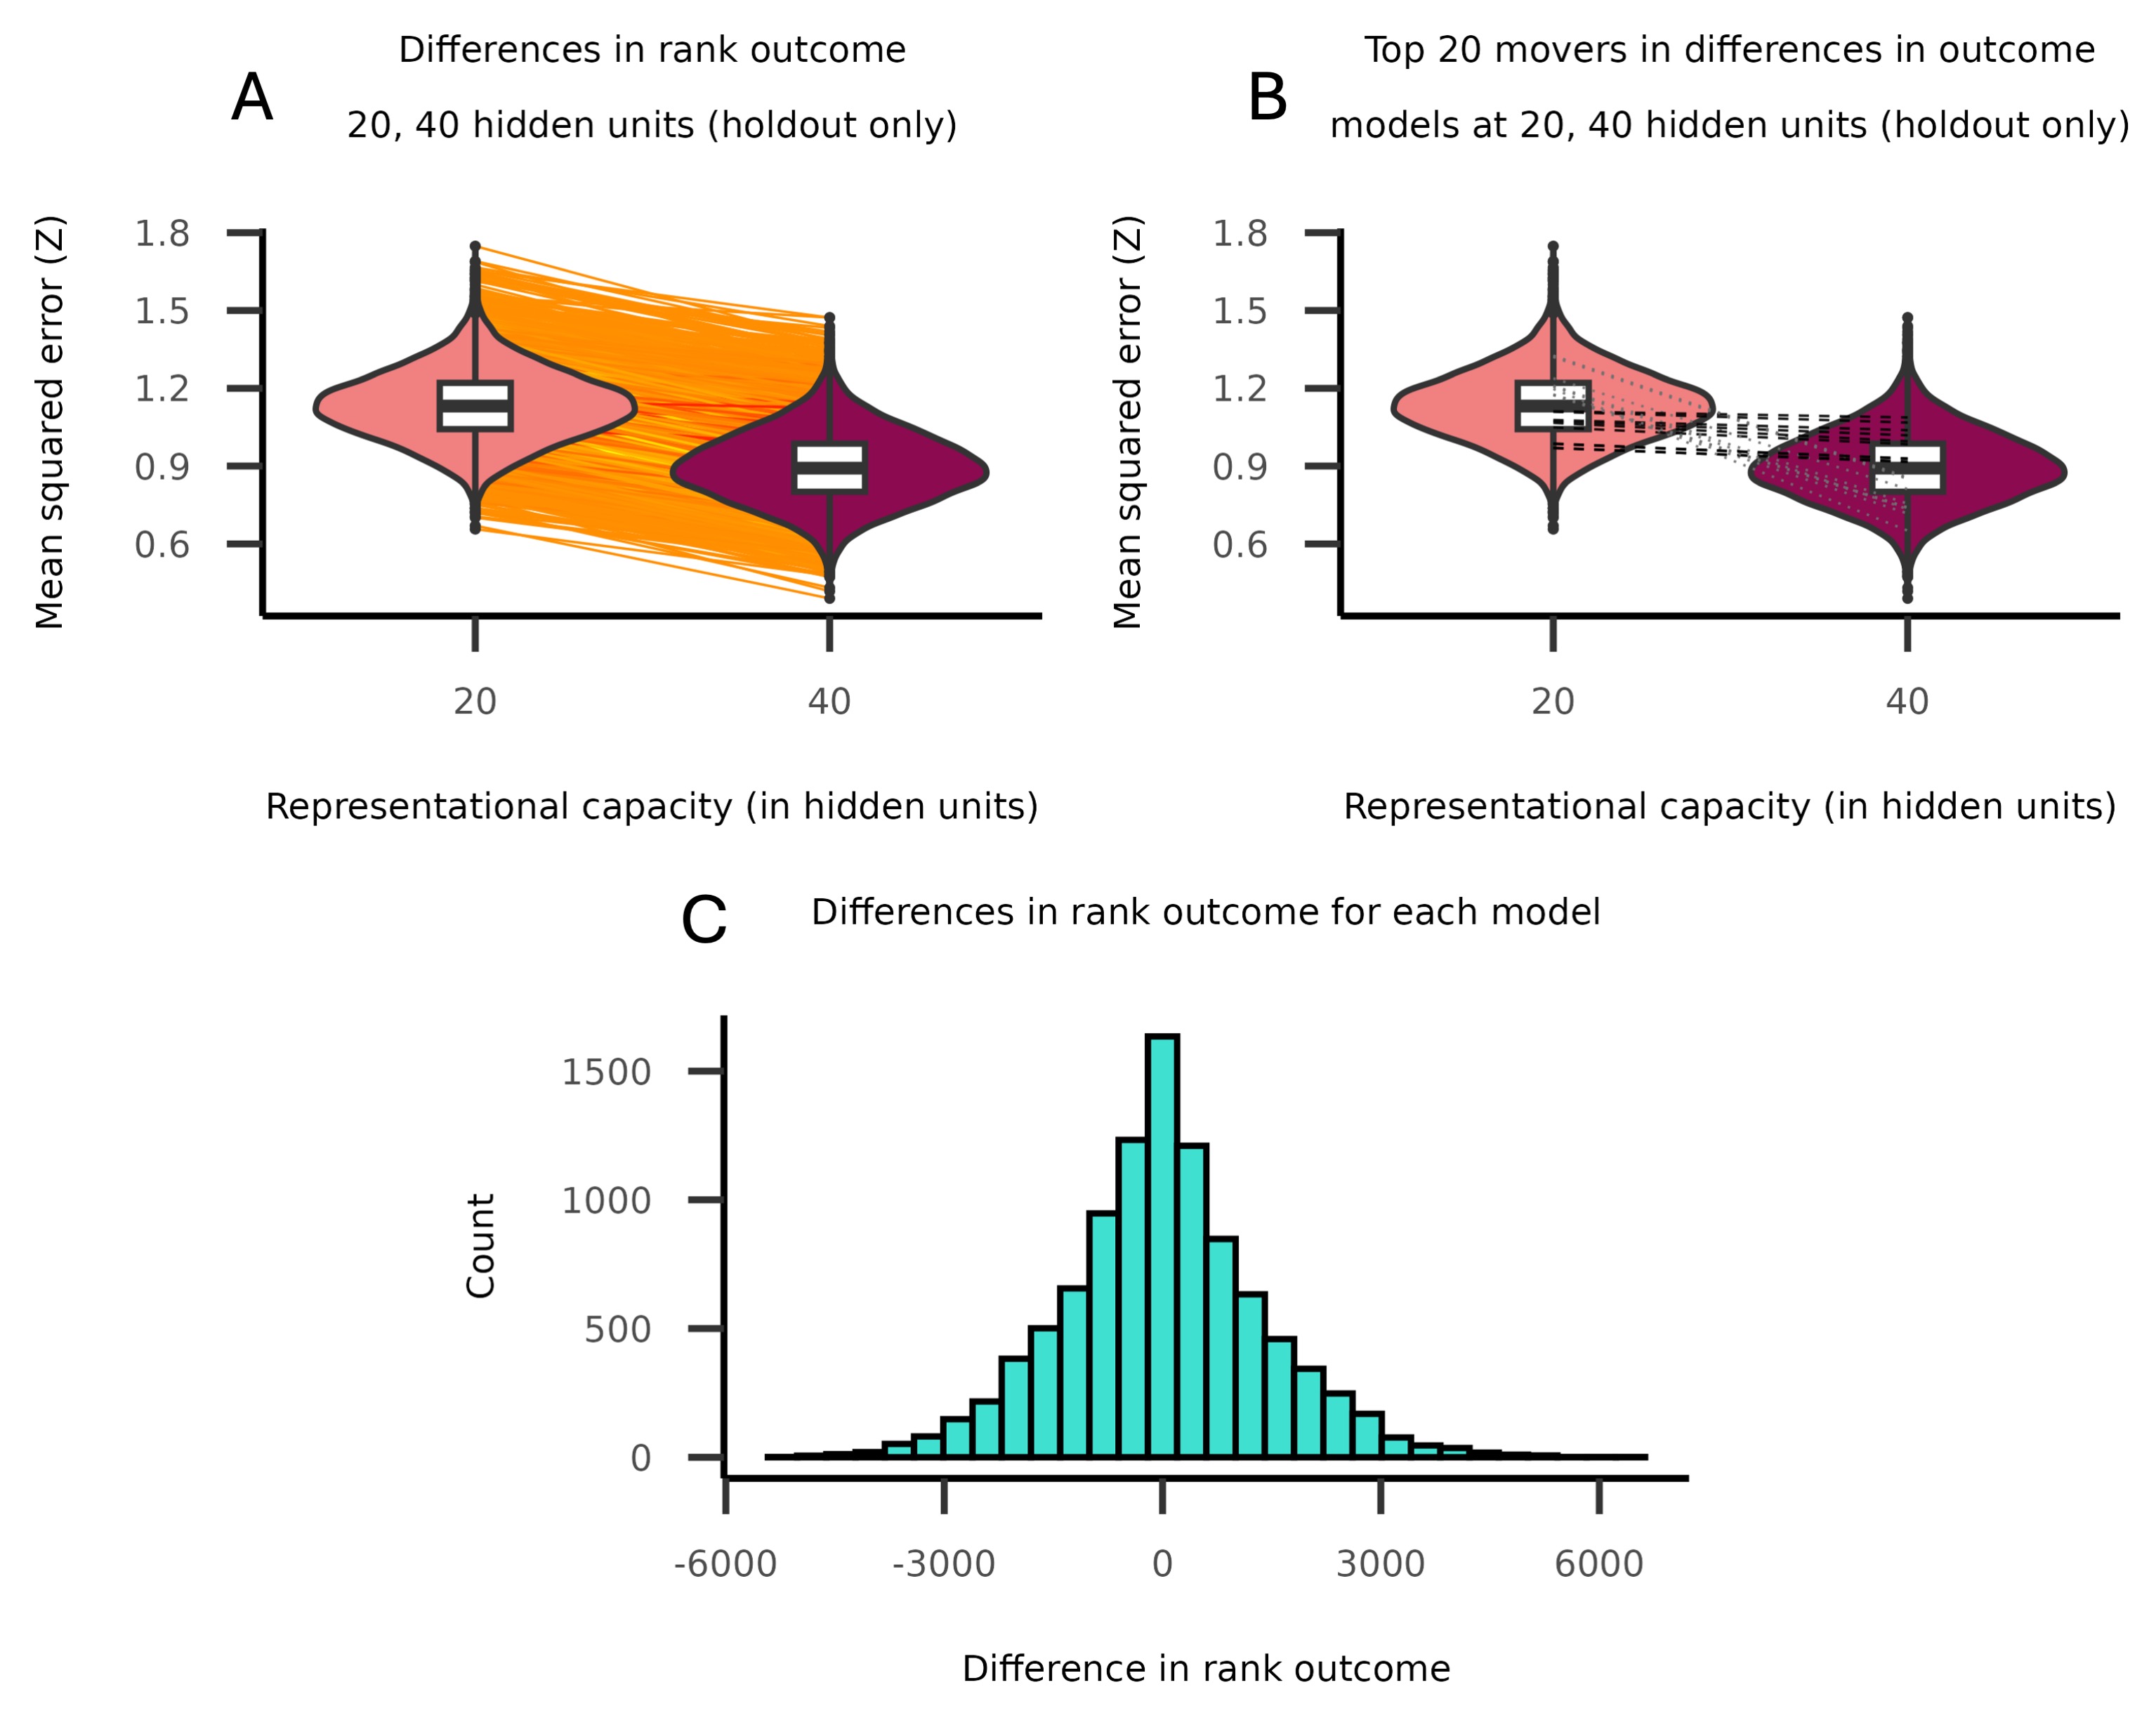 A
Differences in rank outcome
20, 40 hidden units (holdout only)
Mean squared error (Z)
1.8
1.5
1.2
0.9
0.6
20
40
Representational capacity (in hidden units)
B
Top 20 movers in differences in outcome
models at 20, 40 hidden units (holdout only)
Mean squared error (Z)
1.8
1.5
1.2
0.9
0.6
20
40
Representational capacity (in hidden units)
C
Differences in rank outcome for each model
Count
1500
1000
500
0
-6000
-3000
0
3000
6000
Difference in rank outcome